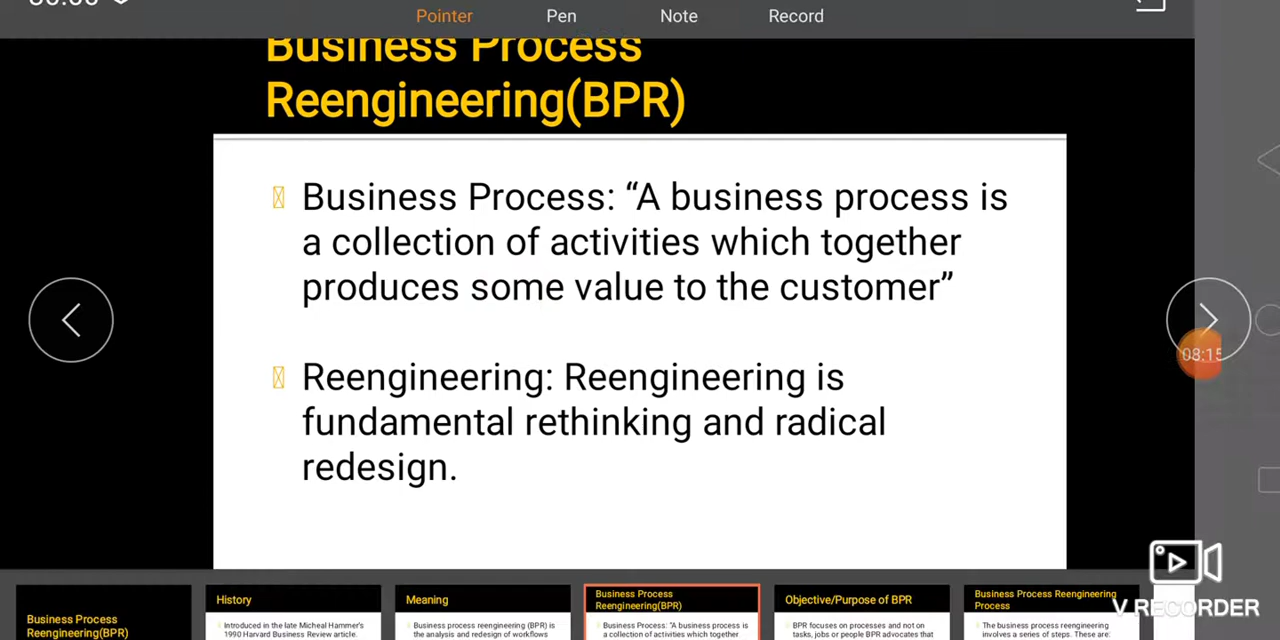 Pointer Pen Note Record
Business Process
Reengineering(BPR)
Business Process: “A business process is
a collection of activities which together
produces some value to the customer”
Reengineering: Reengineering is
fundamental rethinking and radical
redesign.
08:15
V RECORDER
Business Process
Reengineering(BPR)
History
Introduced in the late Micheal Hammer's
1990 Harvard Business Review article.
Meaning
Business process reengineering (BPR) is
the analysis and redesign of workflows
Business Process
Reengineering(BPR)
Business Process: “A business process is
a collection of activities which together
Objective/Purpose of BPR
BPR focuses on processes and not on
tasks, jobs or people BPR advocates that
Business Process Reengineering
Process
The business process reengineering
involves a series of steps. These are: